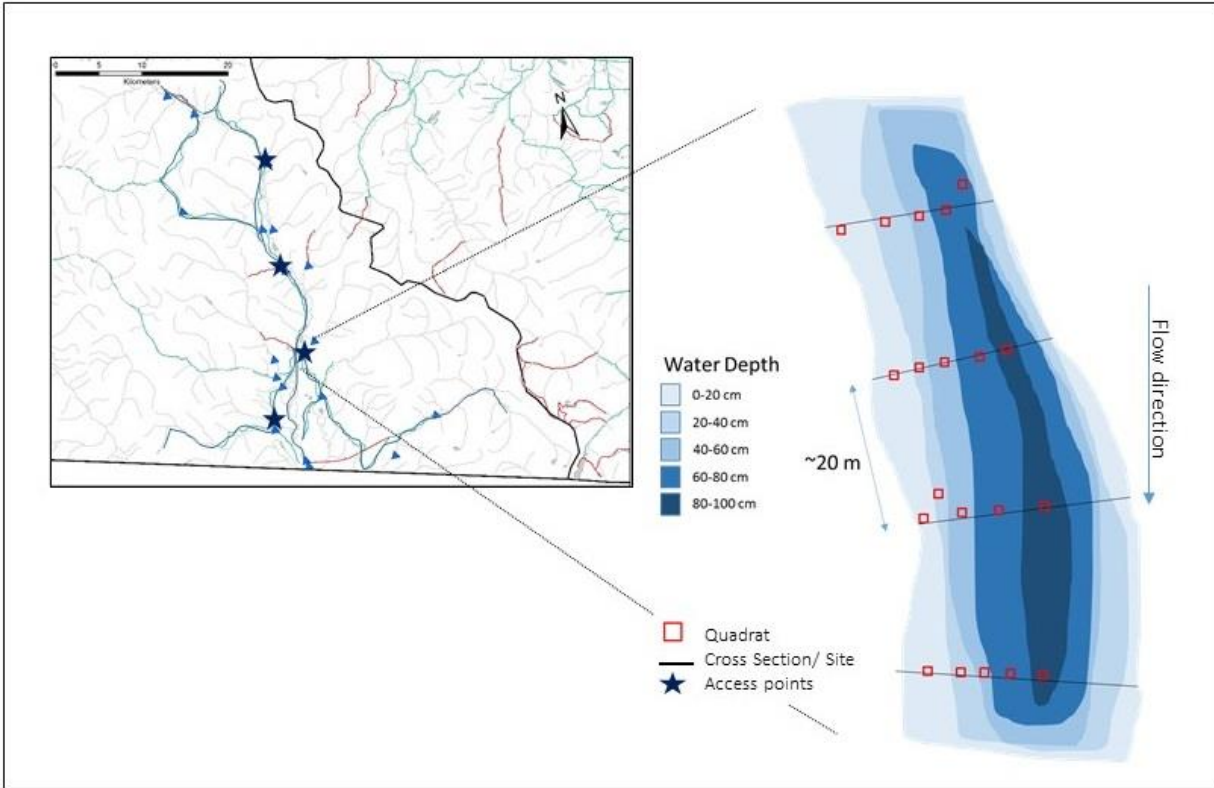 0 5 10 20
Kilometers
N
Water Depth
0-20 cm
20-40 cm
40-60 cm
60-80 cm
80-100 cm
~20 m
Flow direction
Quadrat
Cross Section/ Site
Access points